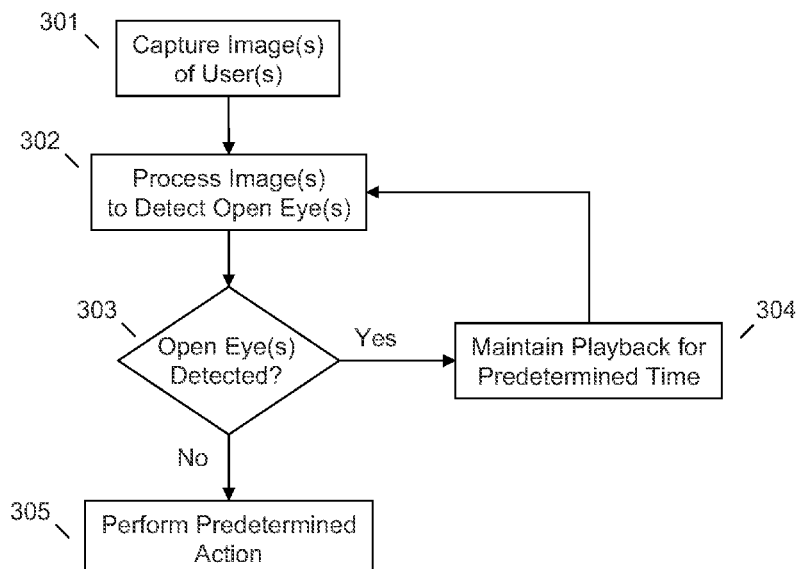 301
Capture Image(s)
of User(s)
302
Process Image(s)
to Detect Open Eye(s)
303
Open Eye(s)
Detected?
Yes
304
Maintain Playback for
Predetermined Time
No
305
Perform Predetermined
Action